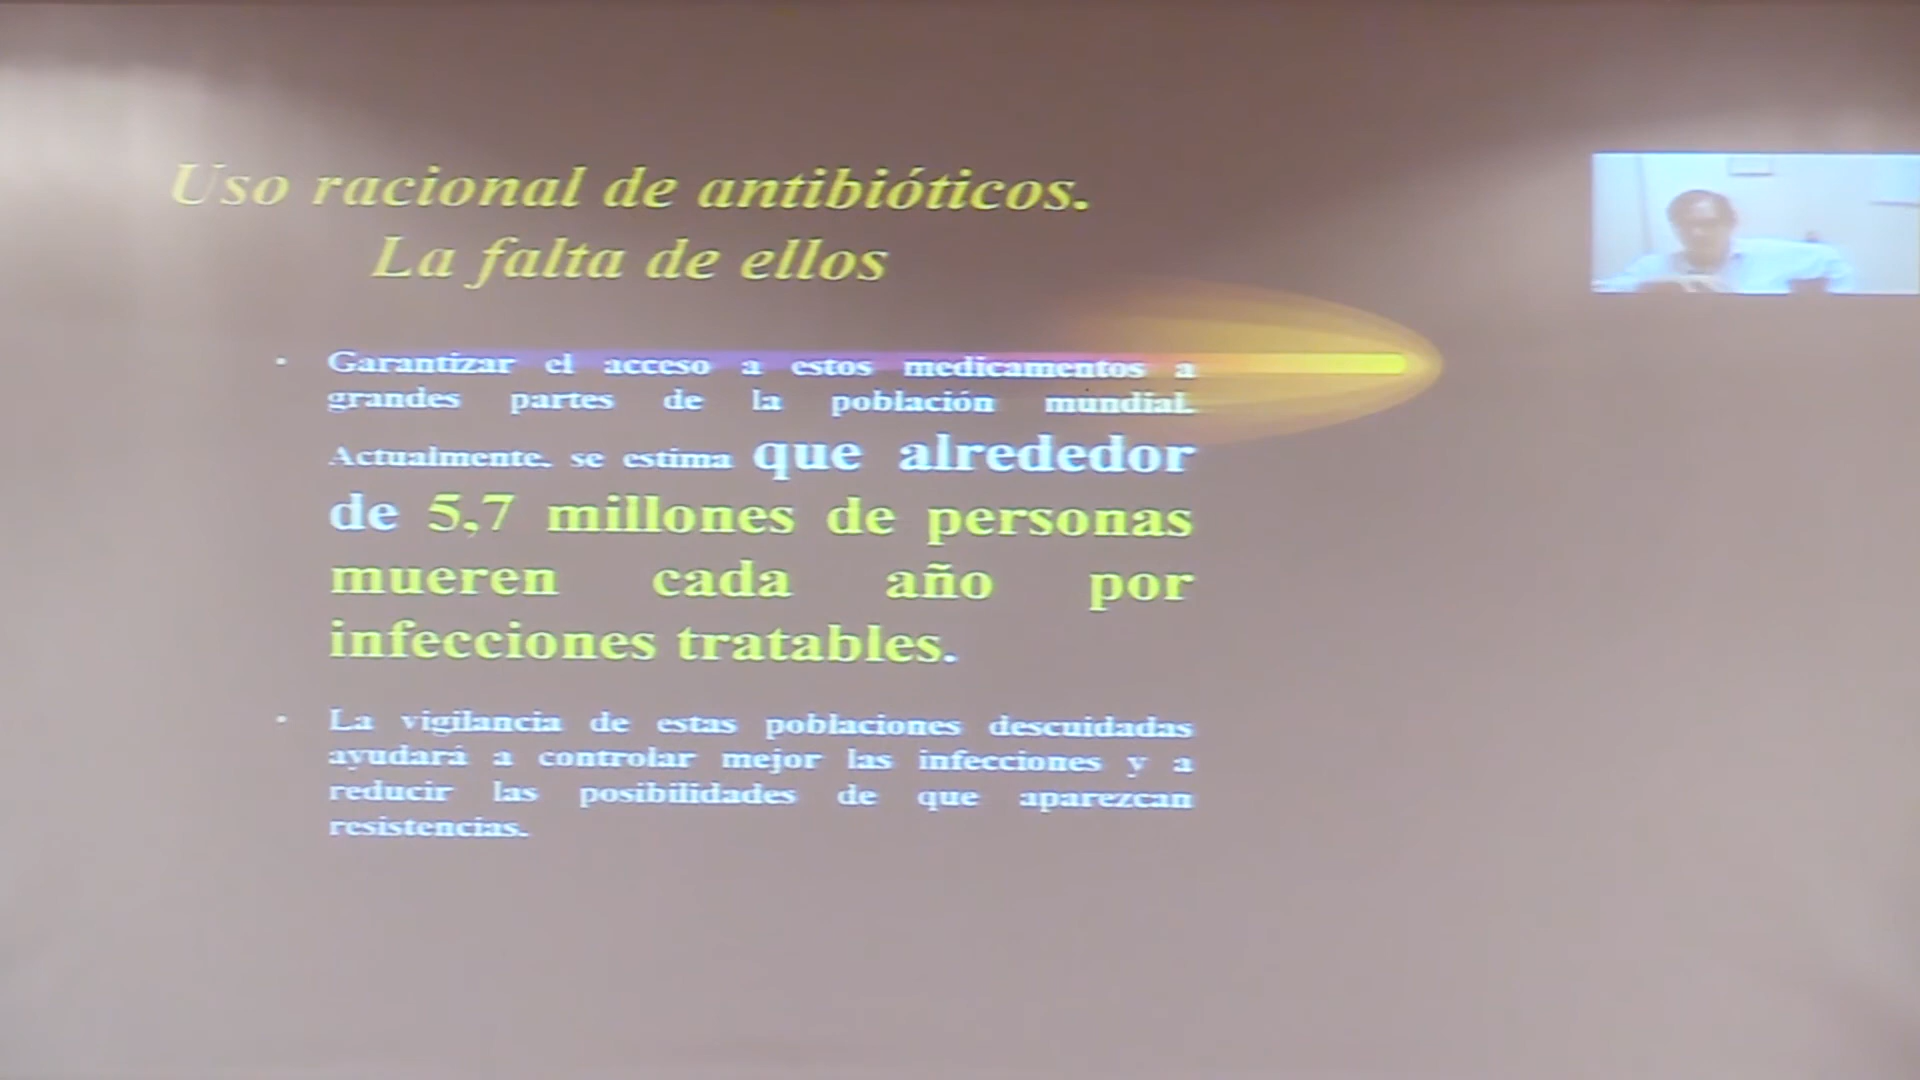 Uso racional de antibióticos.
La falta de ellos
• Garantizar el acceso a estos medicamentos a
grandes partes de la población mundial.
Actualmente, se estima que alrededor
de 5,7 millones de personas
mueren cada año por
infecciones tratables.
• La vigilancia de estas poblaciones descuidadas
ayudará a controlar mejor las infecciones y a
reducir las posibilidades de que aparezcan
resistencias.